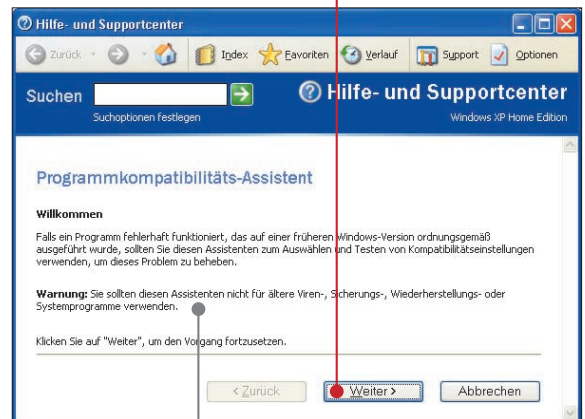 Hilfe- und Supportcenter
Zurück Index Favoriten Verlauf Support Optionen
Suchen
Hilfe- und Supportcenter
Suchoptionen festlegen
Windows XP Home Edition
Programmkompatibilitäts-Assistent
Willkommen
Falls ein Programm fehlerhaft funktioniert, das auf einer früheren Windows-Version ordnungsgemäß
ausgeführt wurde, sollten Sie diesen Assistenten zum Auswählen und Testen von Kompatibilitätseinstellungen
verwenden, um dieses Problem zu beheben.
Warnung: Sie sollten diesen Assistenten nicht für ältere Viren-, Sicherungs-, Wiederherstellungs- oder
Systemprogramme verwenden.
Klicken Sie auf "Weiter", um den Vorgang fortzusetzen.
< Zurück Weiter > Abbrechen